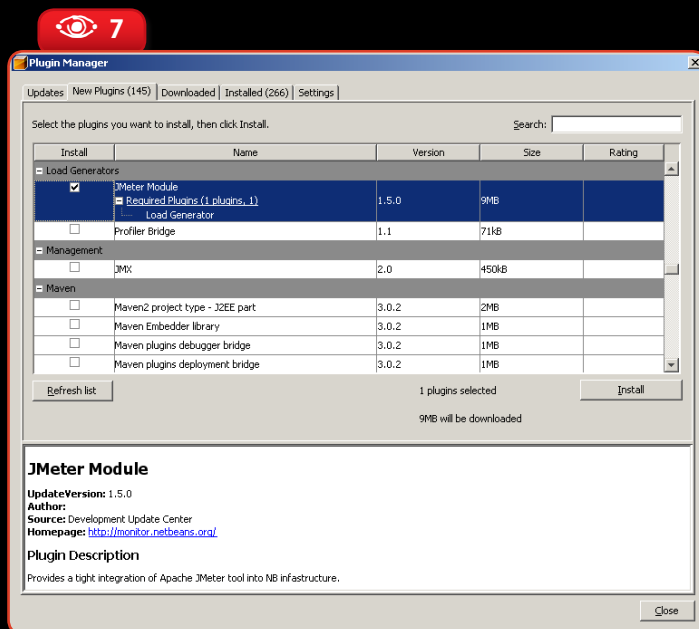 7
Plugin Manager
Updates New Plugins (145) Downloaded Installed (266) Settings
Select the plugins you want to install, then click Install. Search:
Install Name Version Size Rating
Load Generators
JMeter Module
Required Plugins (1 plugins, 1) 1.5.0 9MB
Load Generator
Profiler Bridge 1.1 71kB
Management
JMX 2.0 450kB
Maven
Maven2 project type - J2EE part 3.0.2 2MB
Maven Embedder library 3.0.2 1MB
Maven plugins debugger bridge 3.0.2 1MB
Maven plugins deployment bridge 3.0.2 1MB
Refresh list 1 plugins selected Install
9MB will be downloaded
JMeter Module
UpdateVersion: 1.5.0
Author:
Source: Development Update Center
Homepage: http://monitor.netbeans.org/
Plugin Description
Provides a tight integration of Apache JMeter tool into NB infastructure.
Close